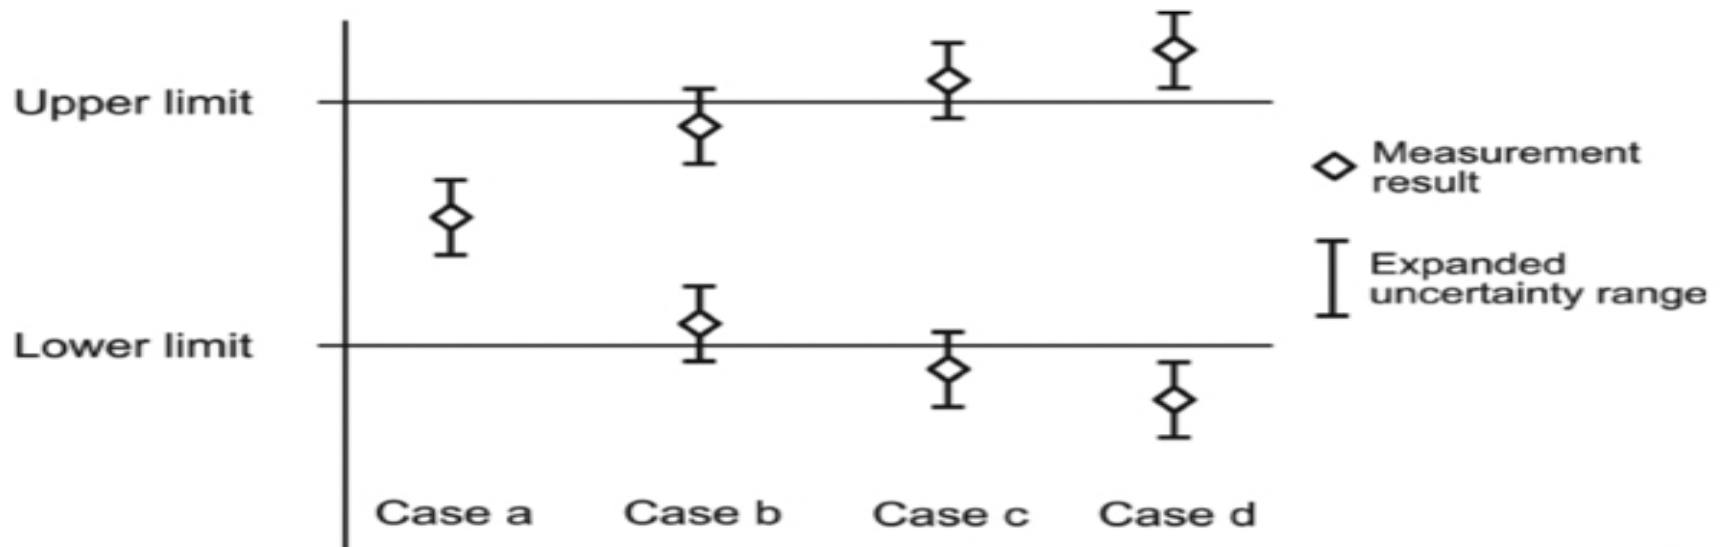 Upper limit
Lower limit
Measurement
result
Expanded
uncertainty range
Case a
Case b
Case c
Case d